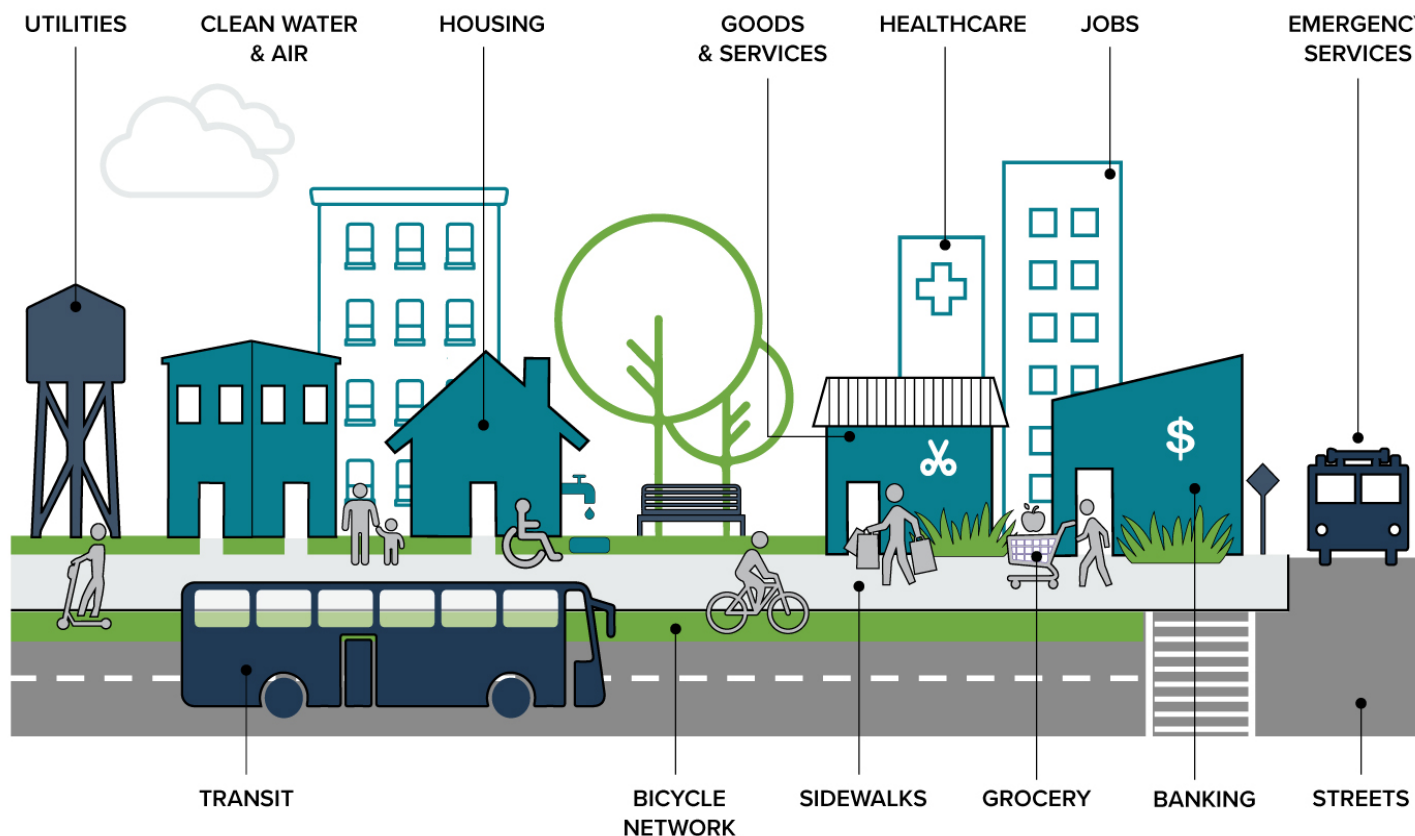 UTILITIES
CLEAN WATER
& AIR
HOUSING
GOODS
& SERVICES
HEALTHCARE
JOBS
EMERGENC
SERVICES
$
TRANSIT
BICYCLE
NETWORK
SIDEWALKS
GROCERY
BANKING
STREETS